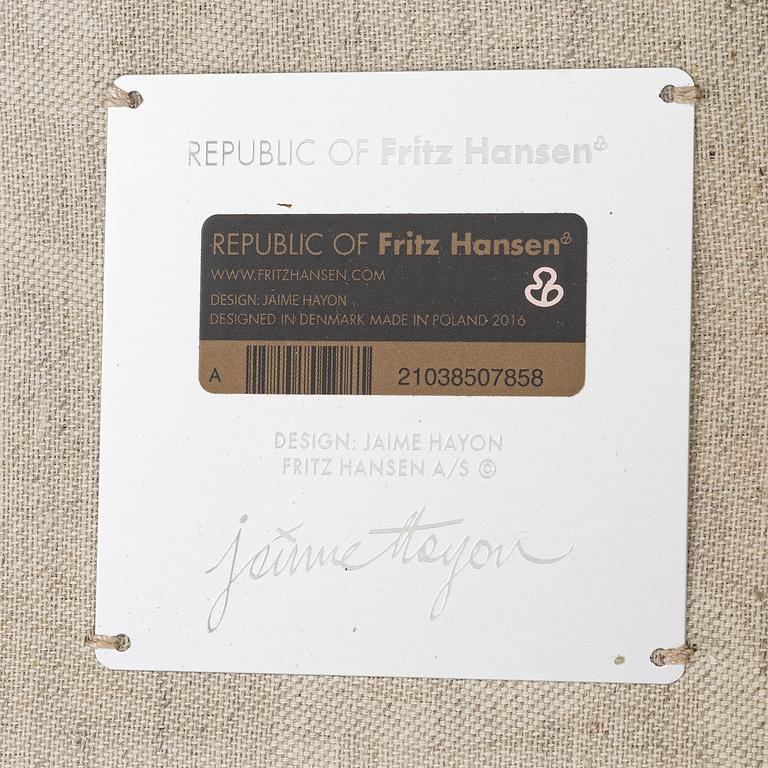 REPUBLIC OF Fritz Hansen
REPUBLIC OF Fritz Hansen
WWW.FRITZHANSEN.COM
DESIGN: JAIME HAYON
DESIGNED IN DENMARK MADE IN POLAND 2016
A 21038507858
DESIGN: JAIME HAYON
FRITZ HANSEN A/S ©
Jaime Hayon